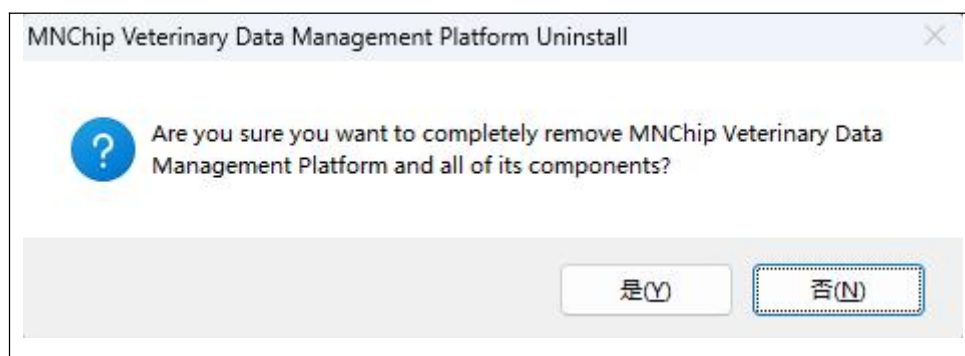 MNChip Veterinary Data Management Platform Uninstall
Are you sure you want to completely remove MNChip Veterinary Data
Management Platform and all of its components?
是(Y)
否(N)